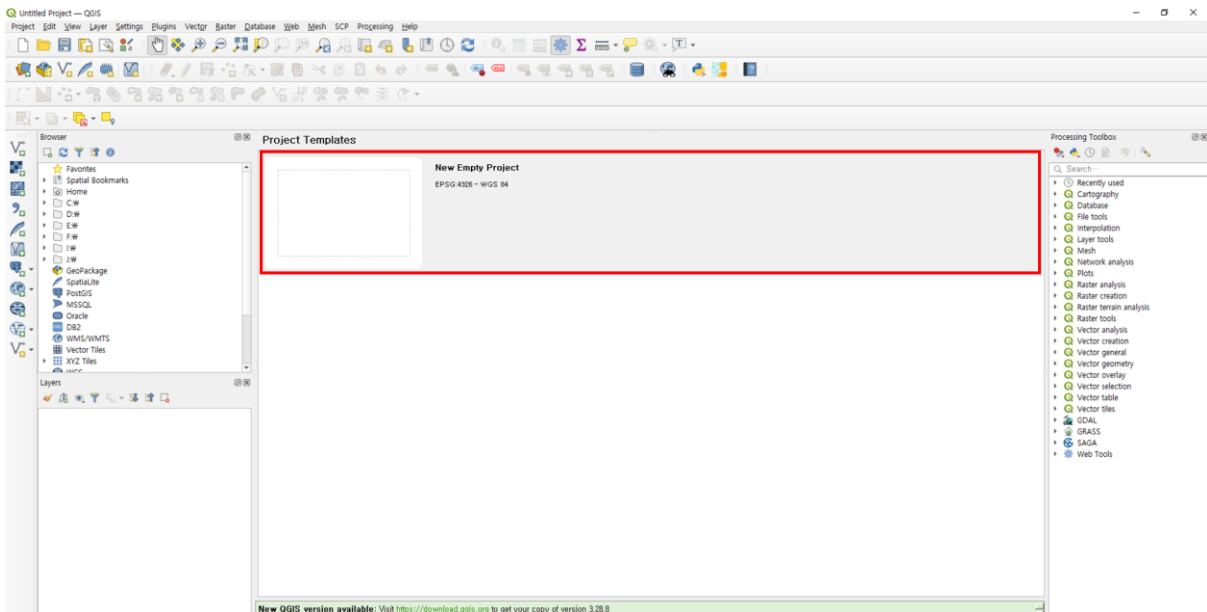 Untitled Project — QGIS
Project Edit View Layer Settings Plugins Vector Raster Database Web Mesh SCP Processing Help
Browser
Favorites
Spatial Bookmarks
Home
C:₩
D:₩
E:₩
F:₩
I:₩
J:₩
GeoPackage
SpatiaLite
PostGIS
MSSQL
Oracle
DB2
WMS/WMTS
Vector Tiles
XYZ Tiles
WCS
Layers
Project Templates
New Empty Project
EPSG:4326 - WGS 84
New QGIS version available: Visit https://download.qgis.org to get your copy of version 3.28.8
Processing Toolbox
Search…
Recently used
Cartography
Database
File tools
Interpolation
Layer tools
Mesh
Network analysis
Plots
Raster analysis
Raster creation
Raster terrain analysis
Raster tools
Vector analysis
Vector creation
Vector general
Vector geometry
Vector overlay
Vector selection
Vector table
Vector tiles
GDAL
GRASS
SAGA
Web Tools